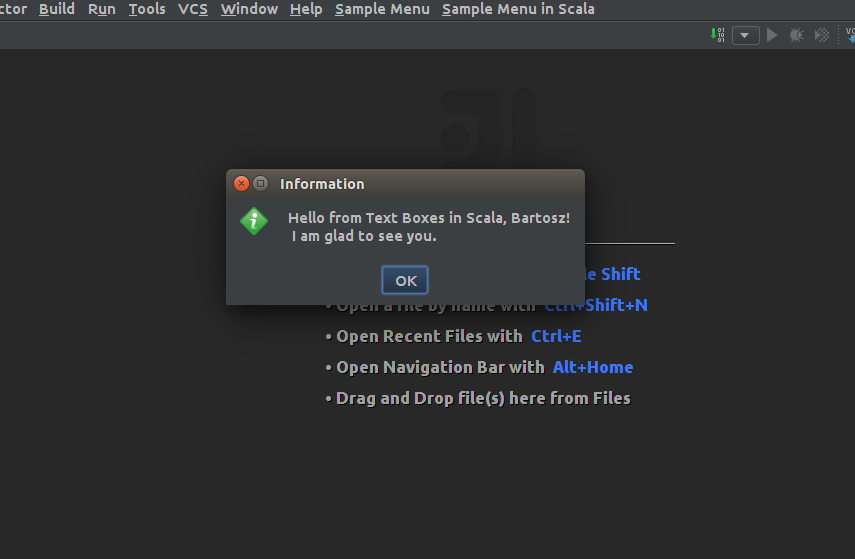 ctor Build Run Tools VCS Window Help Sample Menu Sample Menu in Scala
Information
Hello from Text Boxes in Scala, Bartosz!
I am glad to see you.
OK
Shift
• Open a file by name with Ctrl+Shift+N
• Open Recent Files with Ctrl+E
• Open Navigation Bar with Alt+Home
• Drag and Drop file(s) here from Files